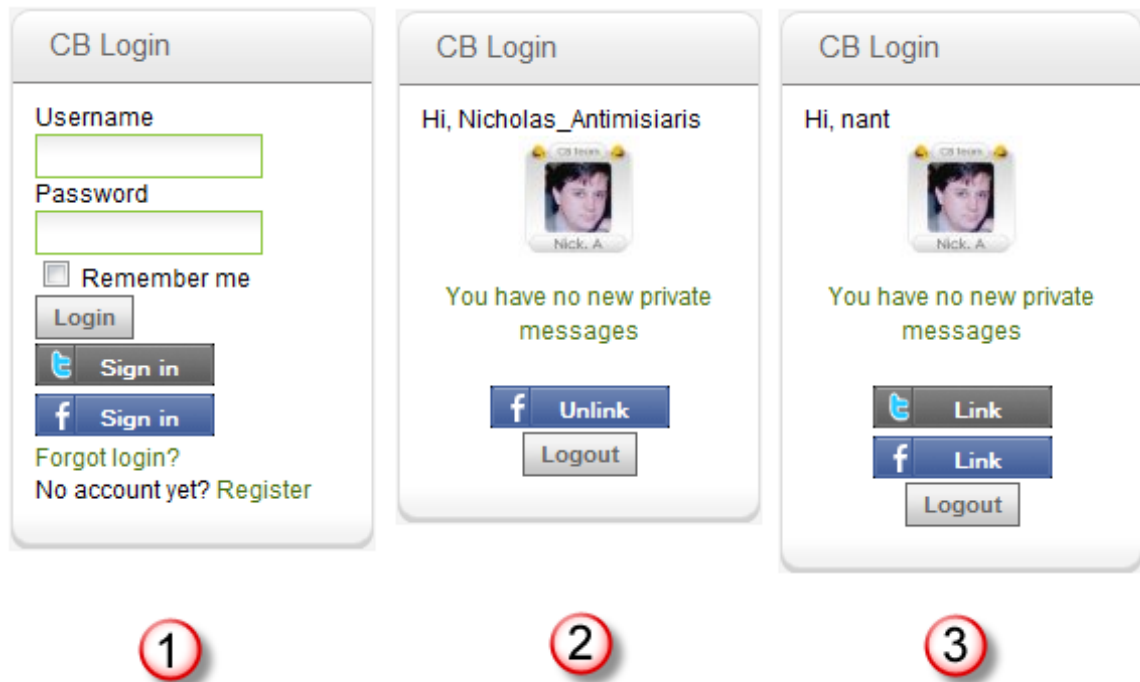 CB Login
Username
Password
Remember me
Login
Sign in
Sign in
Forgot login?
No account yet? Register
1
CB Login
Hi, Nicholas_Antimisiaris
CB team
Nick. A
You have no new private
messages
f Unlink
Logout
2
CB Login
Hi, nant
CB team
Nick. A
You have no new private
messages
Link
f Link
Logout
3